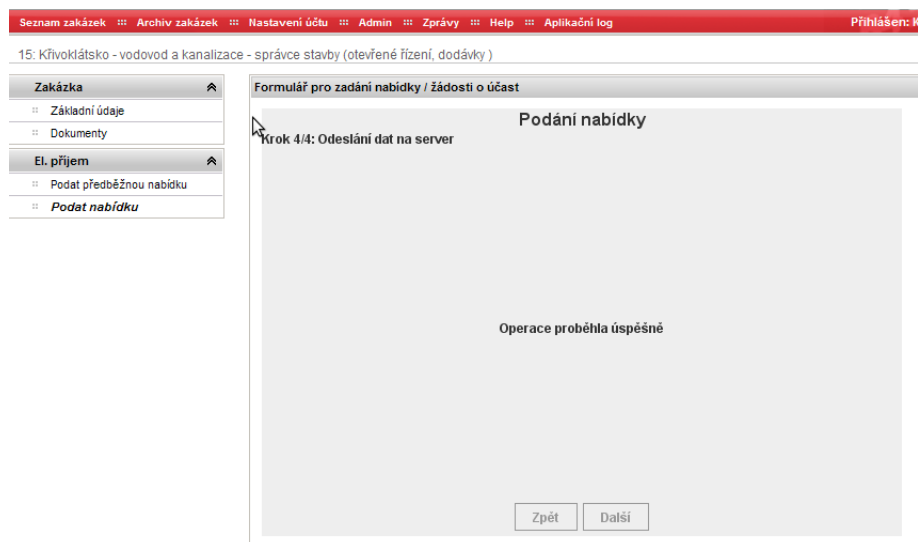 Seznam zakázek ::: Archiv zakázek ::: Nastavení účtu ::: Admin ::: Zprávy ::: Help ::: Aplikační log Přihlášen: K
15: Křivoklátsko - vodovod a kanalizace - správce stavby (otevřené řízení, dodávky )
Zakázka
Základní údaje
Dokumenty
El. příjem
Podat předběžnou nabídku
Podat nabídku
Formulář pro zadání nabídky / žádosti o účast
Podání nabídky
Krok 4/4: Odeslání dat na server
Operace proběhla úspěšně
Zpét Další